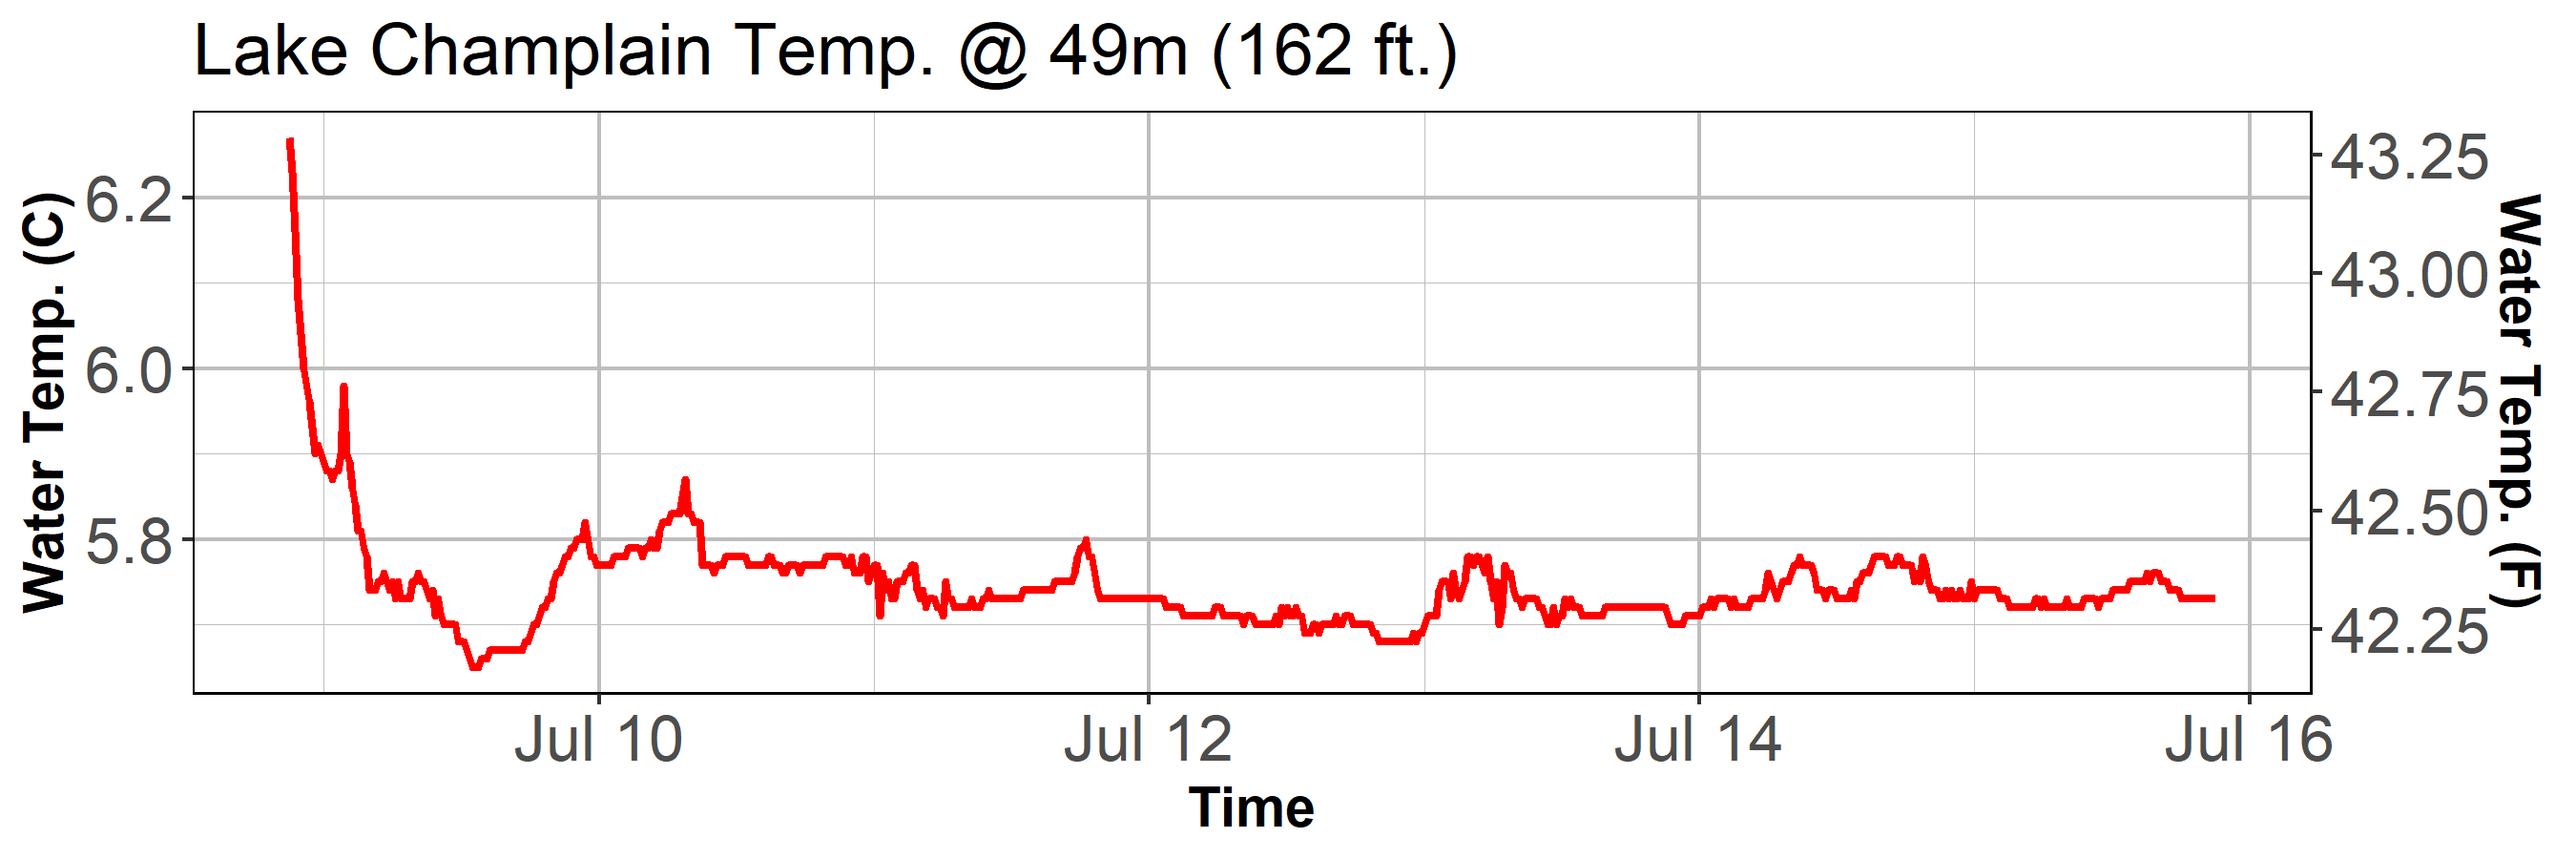 Lake Champlain Temp. @ 49m (162 ft.)
Water Temp. (C)
6.2
6.0
5.8
43.25
43.00
42.75
42.50
42.25
Water Temp. (F)
Jul 10 Jul 12 Jul 14 Jul 16
Time